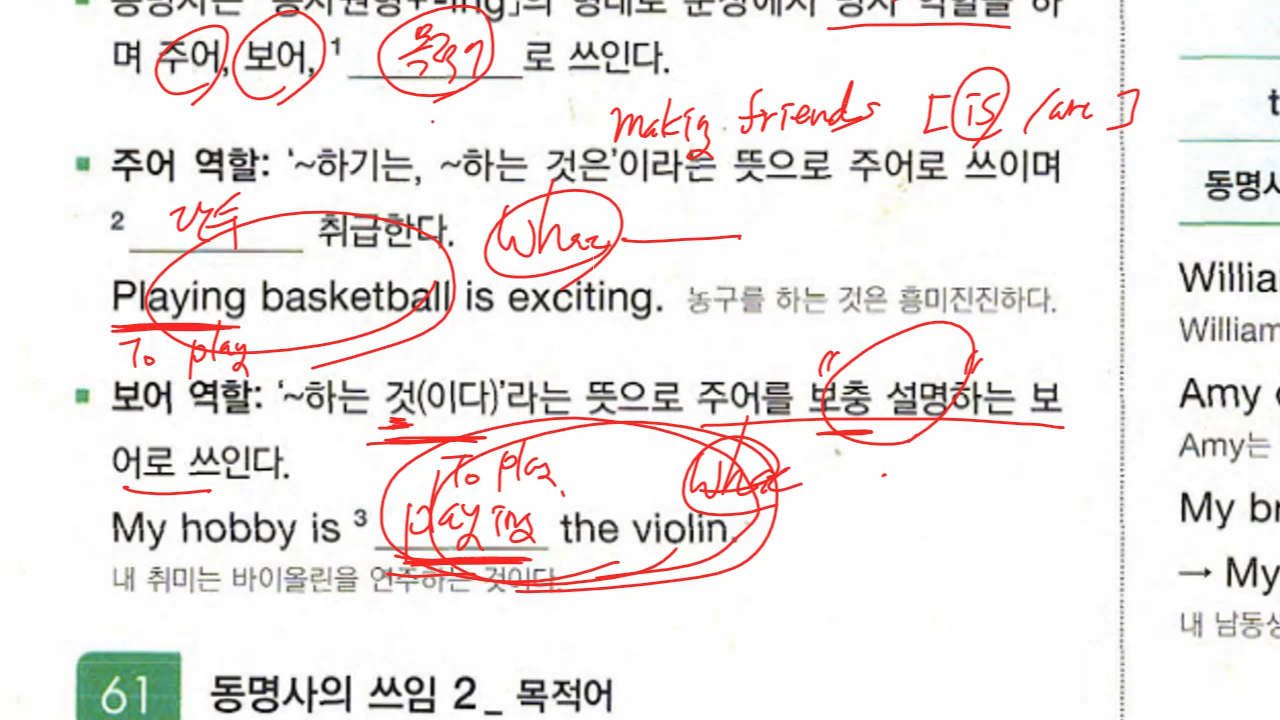 동명사는 「동사원형+-ing」의 형태로 문장에서 명사 역할을 하
며 주어, 보어, 1 목적어 로 쓰인다.
making friends [is / are]
주어 역할: '~하기는, ~하는 것은'이라는 뜻으로 주어로 쓰이며
2 단수 취급한다. What
Playing basketball is exciting. 농구를 하는 것은 흥미진진하다.
To play
보어 역할: '~하는 것(이다)'라는 뜻으로 주어를 보충 설명하는 보
어로 쓰인다.
To play What
My hobby is 3 playing the violin.
내 취미는 바이올린을 연주하는 것이다.
61 동명사의 쓰임 2_ 목적어
t
동명사
Willia
William
Amy
Amy는
My br
→ My
내 남동생